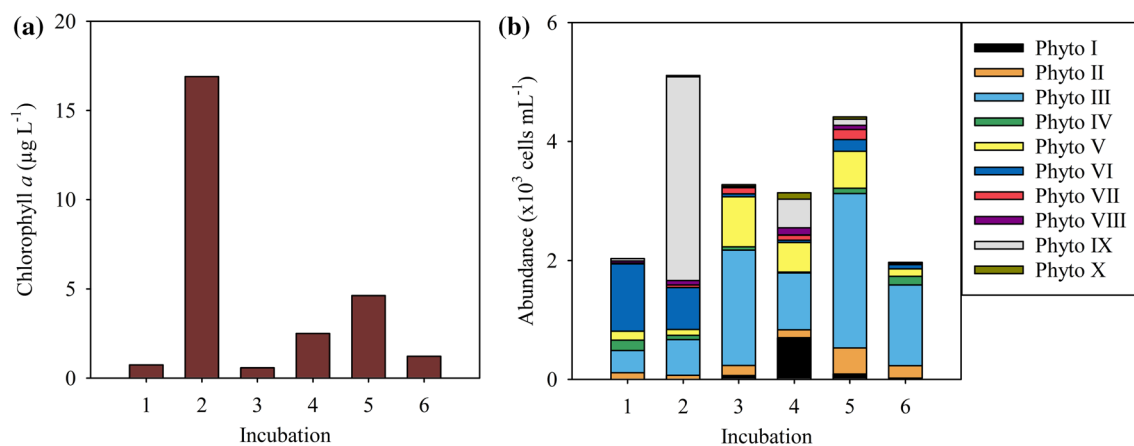 (a)
20
15
10
5
0
Chlorophyll a (µg L-1)
1 2 3 4 5 6
Incubation
(b)
6
4
2
0
Abundance (x10³ cells mL-1)
1 2 3 4 5 6
Incubation
Phyto I
Phyto II
Phyto III
Phyto IV
Phyto V
Phyto VI
Phyto VII
Phyto VIII
Phyto IX
Phyto X